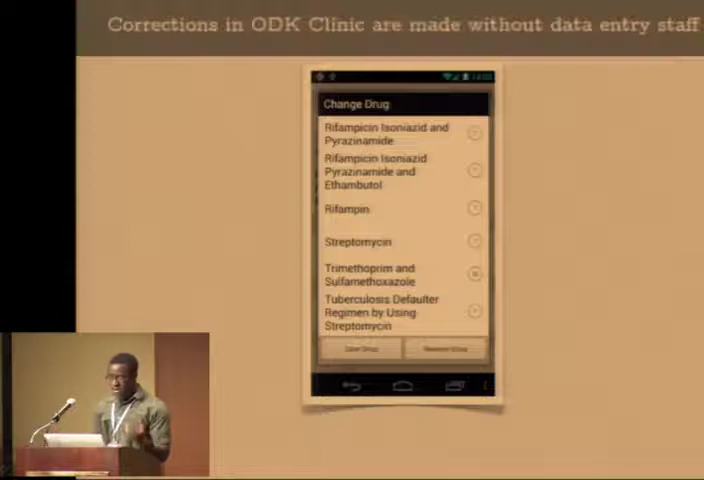 Corrections in ODK Clinic are made without data entry staff
Change Drug
Rifampicin Isoniazid and
Pyrazinamide
Rifampicin Isoniazid
Pyrazinamide and
Ethambutol
Rifampin
Streptomycin
Trimethoprim and
Sulfamethoxazole
Tuberculosis Defaulter
Regimen by Using
Streptomycin